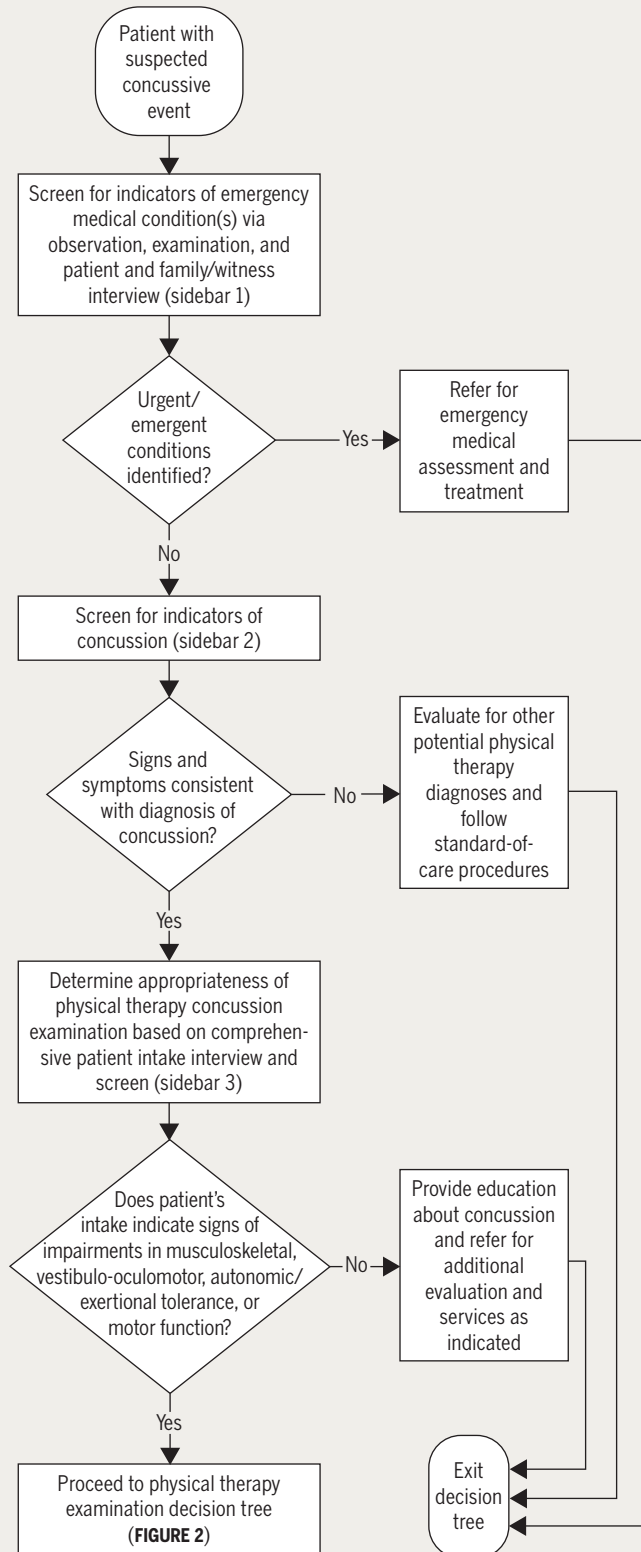 Patient with
suspected
concussive
event
Screen for indicators of emergency
medical condition(s) via
observation, examination, and
patient and family/witness
interview (sidebar 1)
Urgent/
emergent
conditions
identified?
Yes
Refer for
emergency
medical
assessment and
treatment
No
Screen for indicators of
concussion (sidebar 2)
Signs and
symptoms consistent
with diagnosis of
concussion?
No
Evaluate for other
potential physical
therapy
diagnoses and
follow
standard-of-
care procedures
Yes
Determine appropriateness of
physical therapy concussion
examination based on comprehen-
sive patient intake interview and
screen (sidebar 3)
Does patient's
intake indicate signs of
impairments in musculoskeletal,
vestibulo-oculomotor, autonomic/
exertional tolerance, or
motor function?
No
Provide education
about concussion
and refer for
additional
evaluation and
services as
indicated
Yes
Proceed to physical therapy
examination decision tree
(FIGURE 2)
Exit
decision
tree